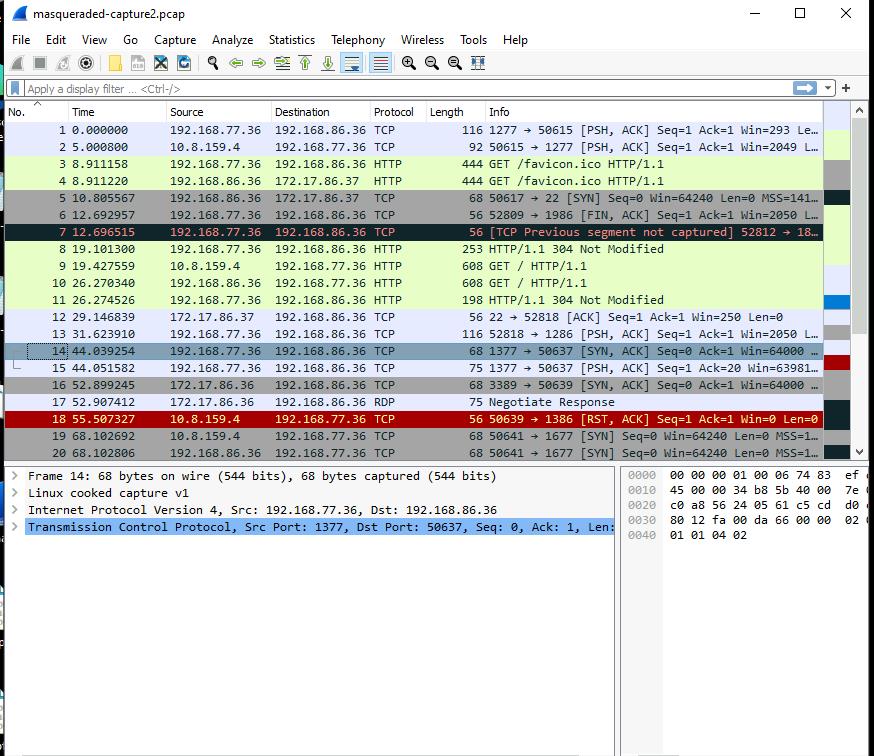 masqueraded-capture2.pcap
File Edit View Go Capture Analyze Statistics Telephony Wireless Tools Help
Apply a display filter ... <Ctrl-/>
No. Time Source Destination Protocol Length Info
1 0.000000 192.168.77.36 192.168.86.36 TCP 116 1277 → 50615 [PSH, ACK] Seq=1 Ack=1 Win=293 Le…
2 5.000800 10.8.159.4 192.168.77.36 TCP 92 50615 → 1277 [PSH, ACK] Seq=1 Ack=1 Win=2049 L…
3 8.911158 192.168.77.36 192.168.86.36 HTTP 444 GET /favicon.ico HTTP/1.1
4 8.911220 192.168.86.36 172.17.86.37 HTTP 444 GET /favicon.ico HTTP/1.1
5 10.805567 192.168.86.36 172.17.86.37 TCP 68 50617 → 22 [SYN] Seq=0 Win=64240 Len=0 MSS=141…
6 12.692957 192.168.86.36 192.168.77.36 TCP 56 52809 → 1986 [FIN, ACK] Seq=1 Ack=1 Win=2050 L…
7 12.696515 192.168.86.36 192.168.77.36 TCP 56 [TCP Previous segment not captured] 52812 → 18…
8 19.101300 192.168.77.36 192.168.86.36 HTTP 253 HTTP/1.1 304 Not Modified
9 19.427559 10.8.159.4 192.168.77.36 HTTP 608 GET / HTTP/1.1
10 26.270340 192.168.86.36 192.168.77.36 HTTP 608 GET / HTTP/1.1
11 26.274526 192.168.77.36 192.168.86.36 HTTP 198 HTTP/1.1 304 Not Modified
12 29.146839 172.17.86.37 192.168.86.36 TCP 56 22 → 52818 [ACK] Seq=1 Ack=1 Win=250 Len=0
13 31.623910 192.168.86.36 192.168.77.36 TCP 116 52818 → 1286 [PSH, ACK] Seq=1 Ack=1 Win=2050 L…
14 44.039254 192.168.77.36 192.168.86.36 TCP 68 1377 → 50637 [SYN, ACK] Seq=0 Ack=1 Win=64000 …
15 44.051582 192.168.77.36 192.168.86.36 TCP 75 1377 → 50637 [PSH, ACK] Seq=1 Ack=20 Win=63981…
16 52.899245 172.17.86.36 192.168.86.36 TCP 68 3389 → 50639 [SYN, ACK] Seq=0 Ack=1 Win=64000 …
17 52.907412 172.17.86.36 192.168.86.36 RDP 75 Negotiate Response
18 55.507327 10.8.159.4 192.168.77.36 TCP 56 50639 → 1386 [RST, ACK] Seq=1 Ack=1 Win=0 Len=0
19 68.102692 10.8.159.4 192.168.86.36 TCP 68 50641 → 1677 [SYN] Seq=0 Win=64240 Len=0 MSS=1…
20 68.102806 10.8.159.4 192.168.77.36 TCP 68 50641 → 1677 [SYN] Seq=0 Win=64240 Len=0 MSS=1…
Frame 14: 68 bytes on wire (544 bits), 68 bytes captured (544 bits)
Linux cooked capture v1
Internet Protocol Version 4, Src: 192.168.77.36, Dst: 192.168.86.36
Transmission Control Protocol, Src Port: 1377, Dst Port: 50637, Seq: 0, Ack: 1, Len:
0000 00 00 00 01 00 06 74 83 ef
0010 45 00 00 34 b8 5b 40 00 7e 0
0020 c0 a8 56 24 05 61 c5 cd d0
0030 80 12 fa 00 da 66 00 00 02 0
0040 01 01 04 02